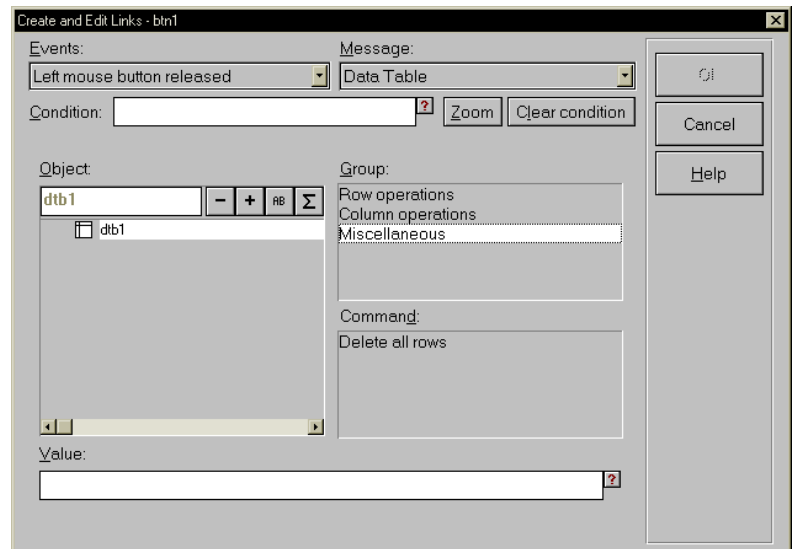 Create and Edit Links - btn1
Events:
Message:
Left mouse button released
Data Table
Condition:
?
Zoom
Clear condition
Cancel
Help
Object:
Group:
dtb1
- + AB Σ
dtb1
Row operations
Column operations
Miscellaneous
Command:
Delete all rows
Value:
?